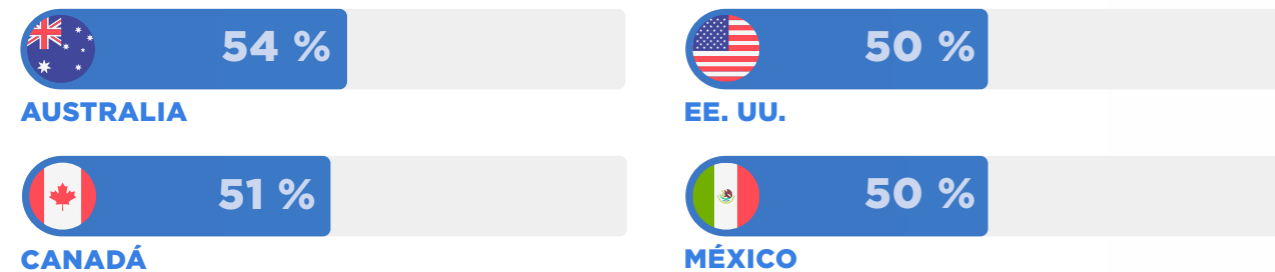 54 %
AUSTRALIA
50 %
EE. UU.
51 %
CANADÁ
50 %
MÉXICO